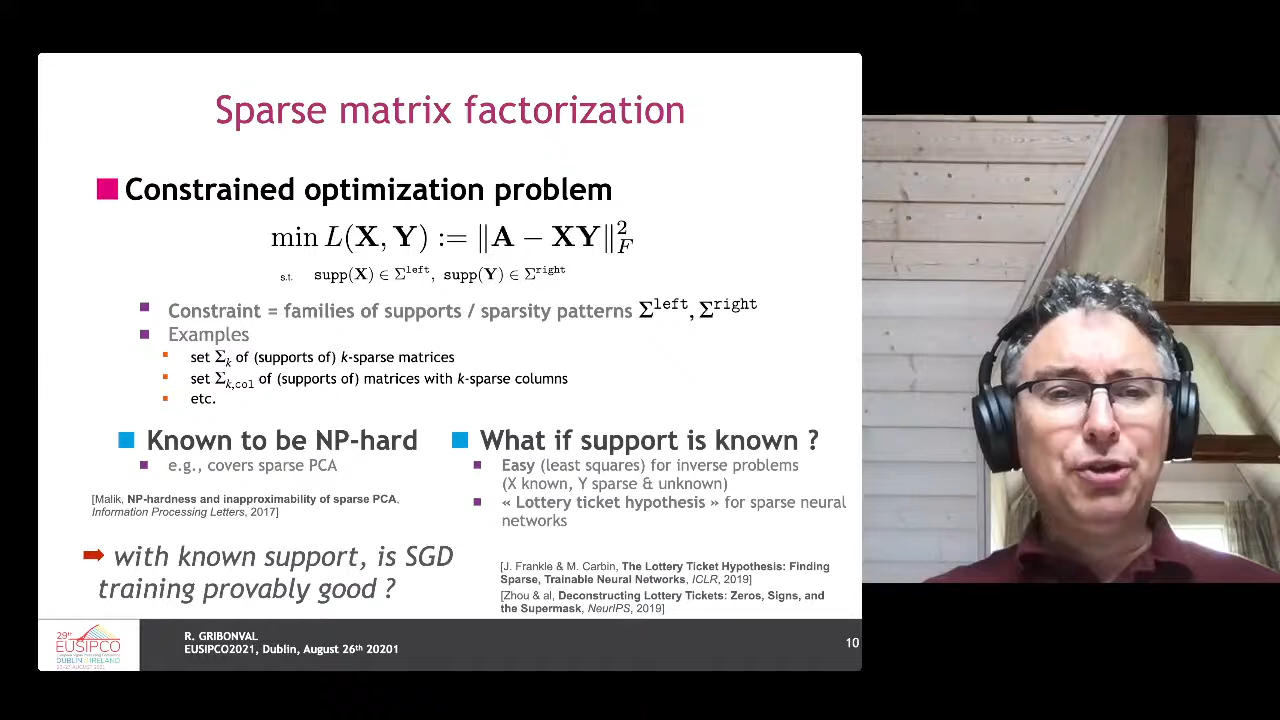 Sparse matrix factorization
Constrained optimization problem
min L(X, Y) := ‖A − XY‖²_F
s.t. supp(X) ∈ Σ^left, supp(Y) ∈ Σ^right
Constraint = families of supports / sparsity patterns Σ^left, Σ^right
Examples
set Σ_k of (supports of) k-sparse matrices
set Σ_k,col of (supports of) matrices with k-sparse columns
etc.
Known to be NP-hard
e.g., covers sparse PCA
[Malik, NP-hardness and inapproximability of sparse PCA.
Information Processing Letters, 2017]
What if support is known ?
Easy (least squares) for inverse problems
(X known, Y sparse & unknown)
« Lottery ticket hypothesis » for sparse neural
networks
➡ with known support, is SGD
training provably good ?
[J. Frankle & M. Carbin, The Lottery Ticket Hypothesis: Finding
Sparse, Trainable Neural Networks, ICLR, 2019]
[Zhou & al, Deconstructing Lottery Tickets: Zeros, Signs, and
the Supermask, NeurIPS, 2019]
29th
EUSIPCO
DUBLIN IRELAND
R. GRIBONVAL
EUSIPCO2021, Dublin, August 26th 20201
10